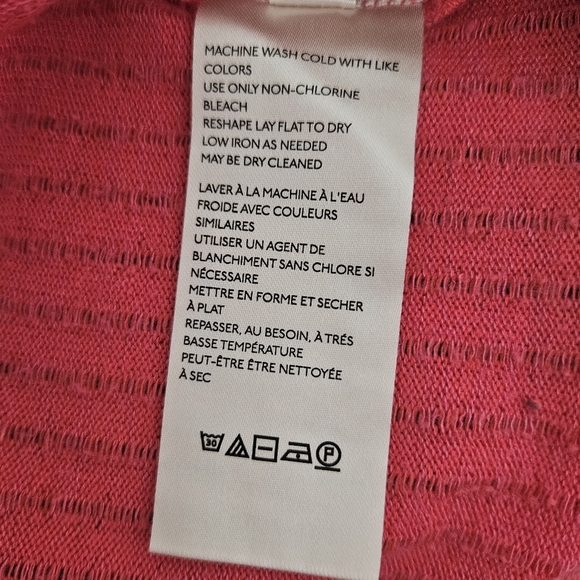 MACHINE WASH COLD WITH LIKE
COLORS
USE ONLY NON-CHLORINE
BLEACH
RESHAPE LAY FLAT TO DRY
LOW IRON AS NEEDED
MAY BE DRY CLEANED
LAVER À LA MACHINE À L'EAU
FROIDE AVEC COULEURS
SIMILAIRES
UTILISER UN AGENT DE
BLANCHIMENT SANS CHLORE SI
NÉCESSAIRE
METTRE EN FORME ET SECHER
À PLAT
REPASSER, AU BESOIN, À TRÉS
BASSE TEMPÉRATURE
PEUT-ÊTRE ÊTRE NETTOYÉE
À SEC
30 P